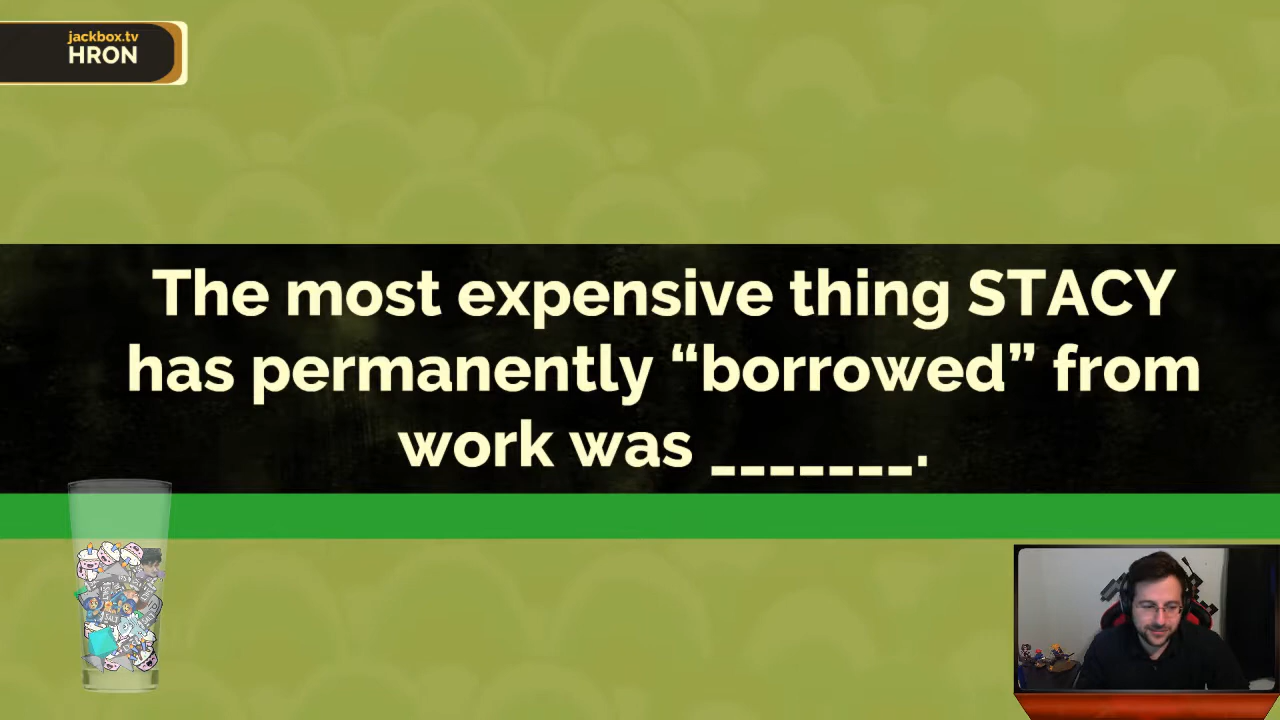 jackbox.tv
HRON
The most expensive thing STACY
has permanently “borrowed” from
work was _______.